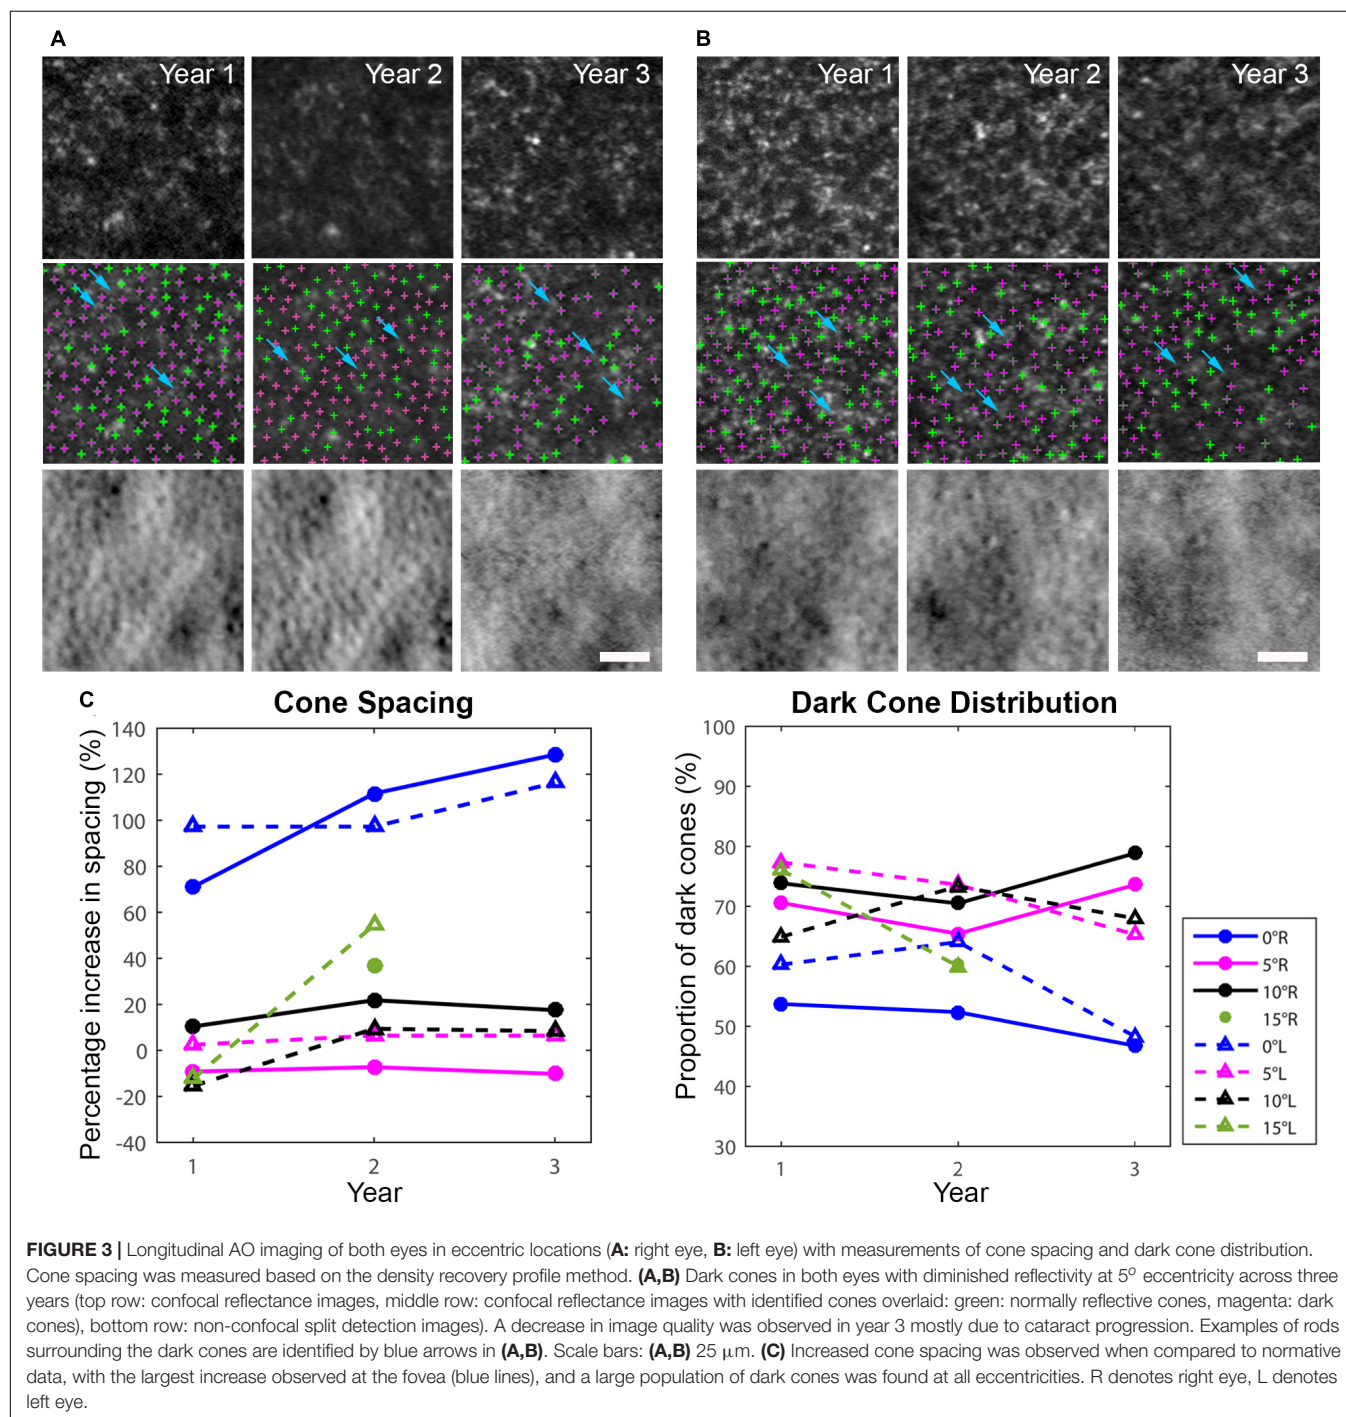 A
B
Year 1
Year 2
Year 3
Year 1
Year 2
Year 3
C
Cone Spacing
Percentage increase in spacing (%)
140
120
100
80
60
40
20
0
-20
-40
1
2
3
Year
Dark Cone Distribution
Proportion of dark cones (%)
100
90
80
70
60
50
40
30
1
2
3
Year
0°R
5°R
10°R
15°R
0°L
5°L
10°L
15°L
FIGURE 3 | Longitudinal AO imaging of both eyes in eccentric locations (A: right eye, B: left eye) with measurements of cone spacing and dark cone distribution.
Cone spacing was measured based on the density recovery profile method. (A,B) Dark cones in both eyes with diminished reflectivity at 5º eccentricity across three
years (top row: confocal reflectance images, middle row: confocal reflectance images with identified cones overlaid: green: normally reflective cones, magenta: dark
cones), bottom row: non-confocal split detection images). A decrease in image quality was observed in year 3 mostly due to cataract progression. Examples of rods
surrounding the dark cones are identified by blue arrows in (A,B). Scale bars: (A,B) 25 μm. (C) Increased cone spacing was observed when compared to normative
data, with the largest increase observed at the fovea (blue lines), and a large population of dark cones was found at all eccentricities. R denotes right eye, L denotes
left eye.